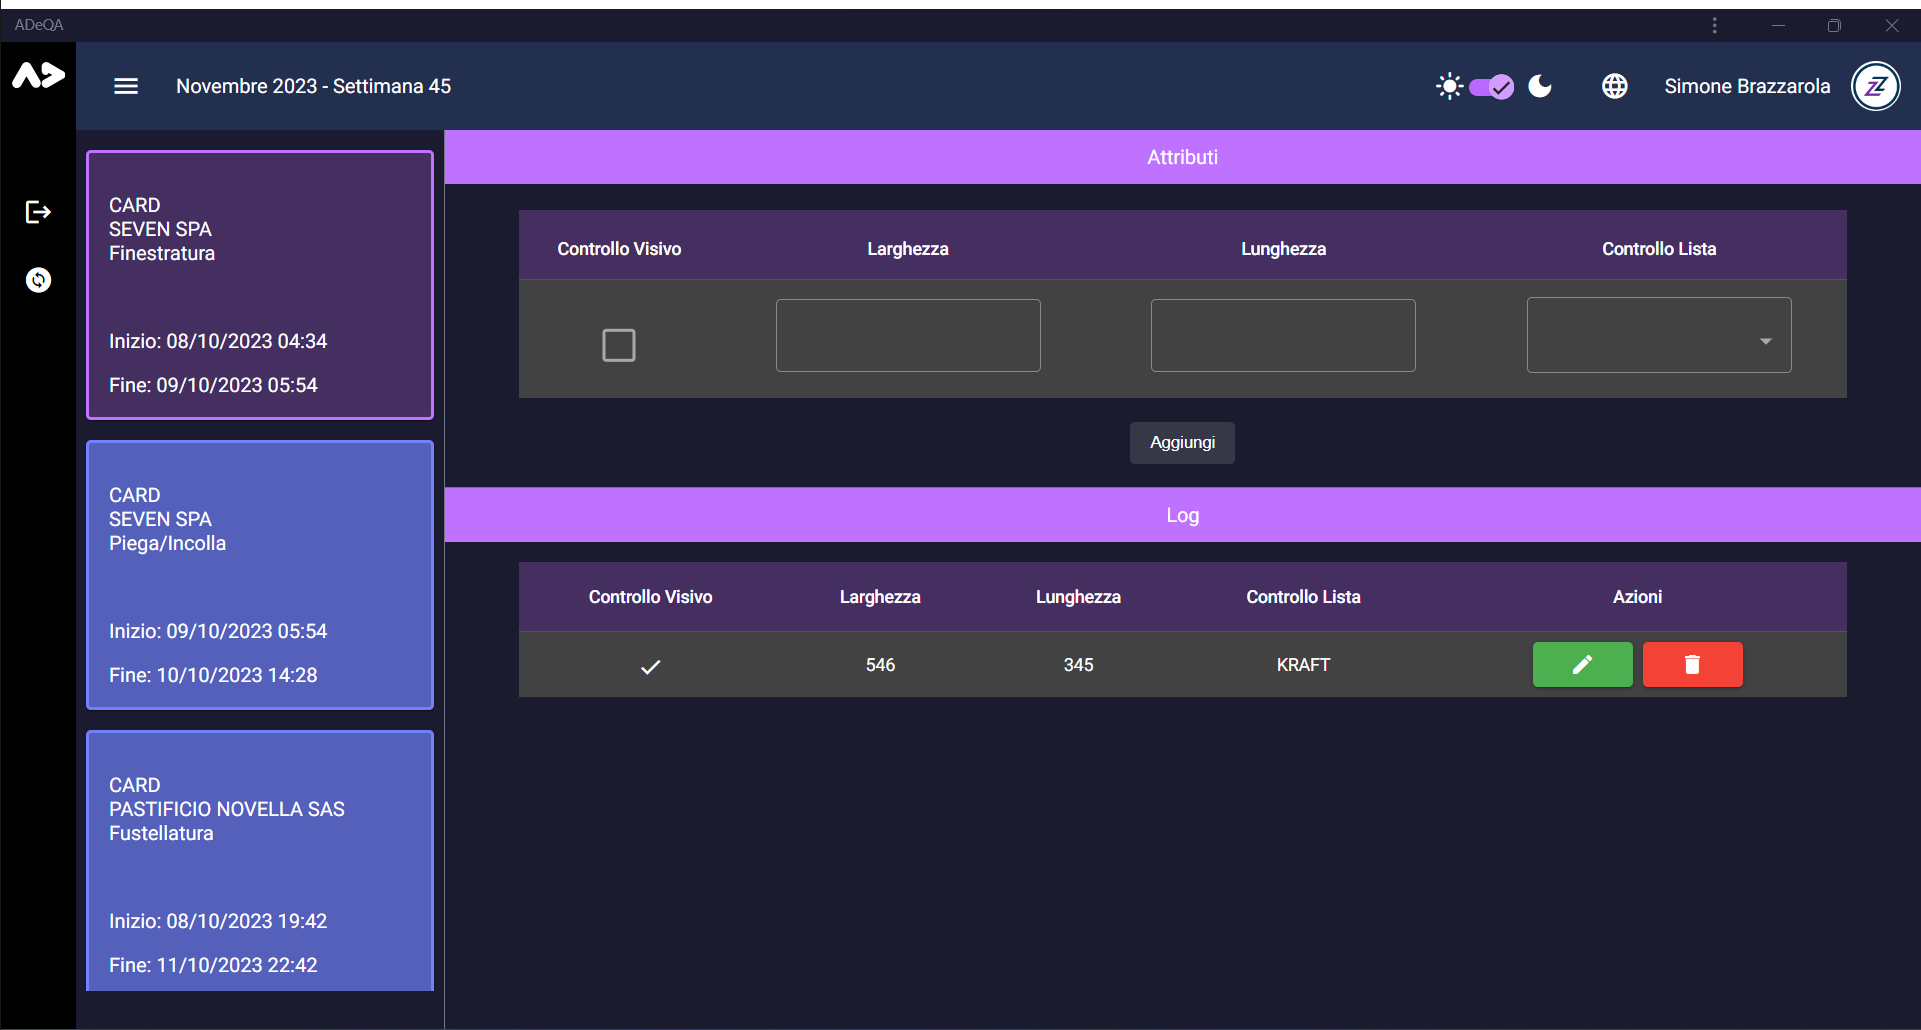 ADeQA
Novembre 2023 - Settimana 45
Simone Brazzarola
CARD
SEVEN SPA
Finestratura
Inizio: 08/10/2023 04:34
Fine: 09/10/2023 05:54
CARD
SEVEN SPA
Piega/Incolla
Inizio: 09/10/2023 05:54
Fine: 10/10/2023 14:28
CARD
PASTIFICIO NOVELLA SAS
Fustellatura
Inizio: 08/10/2023 19:42
Fine: 11/10/2023 22:42
Attributi
Controllo Visivo Larghezza Lunghezza Controllo Lista
Aggiungi
Log
Controllo Visivo Larghezza Lunghezza Controllo Lista Azioni
546 345 KRAFT